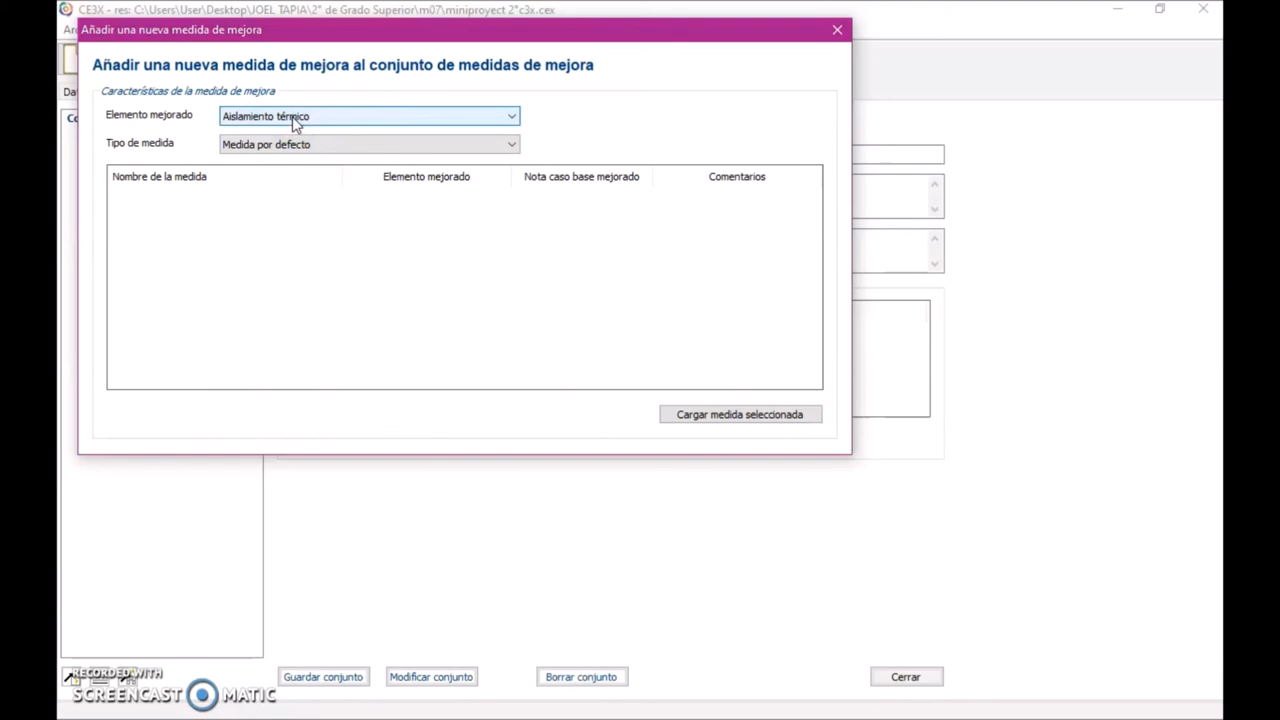 CE3X - res: C:\Users\User\Desktop\JOEL TAPIA\2° de Grado Superior\m07\miniproyect 2ªc3x.cex
Añadir una nueva medida de mejora
Añadir una nueva medida de mejora al conjunto de medidas de mejora
Características de la medida de mejora
Elemento mejorado Aislamiento térmico
Tipo de medida Medida por defecto
Nombre de la medida Elemento mejorado Nota caso base mejorado Comentarios
Cargar medida seleccionada
Guardar conjunto Modificar conjunto Borrar conjunto Cerrar
RECORDED WITH
SCREENCAST MATIC